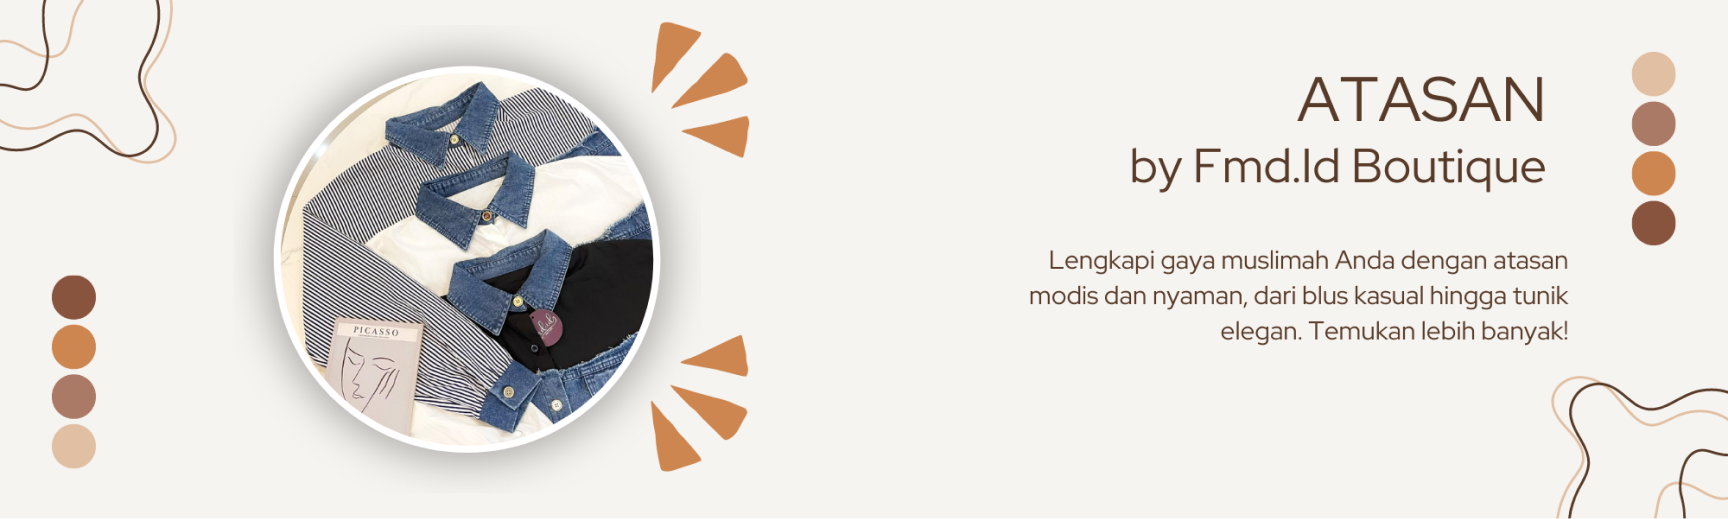 ATASAN
by Fmd.Id Boutique
Lengkapi gaya muslimah Anda dengan atasan
modis dan nyaman, dari blus kasual hingga tunik
elegan. Temukan lebih banyak!
PICASSO